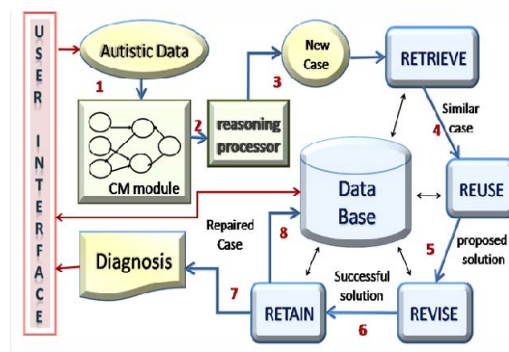 USER INTERFACE
Autistic Data
1
CM module
2
reasoning
processor
3
New
Case
RETRIEVE
4
Similar
case
REUSE
Data
Base
5
proposed
solution
REVISE
Successful
solution
6
RETAIN
Repaired
Case
8
7
Diagnosis